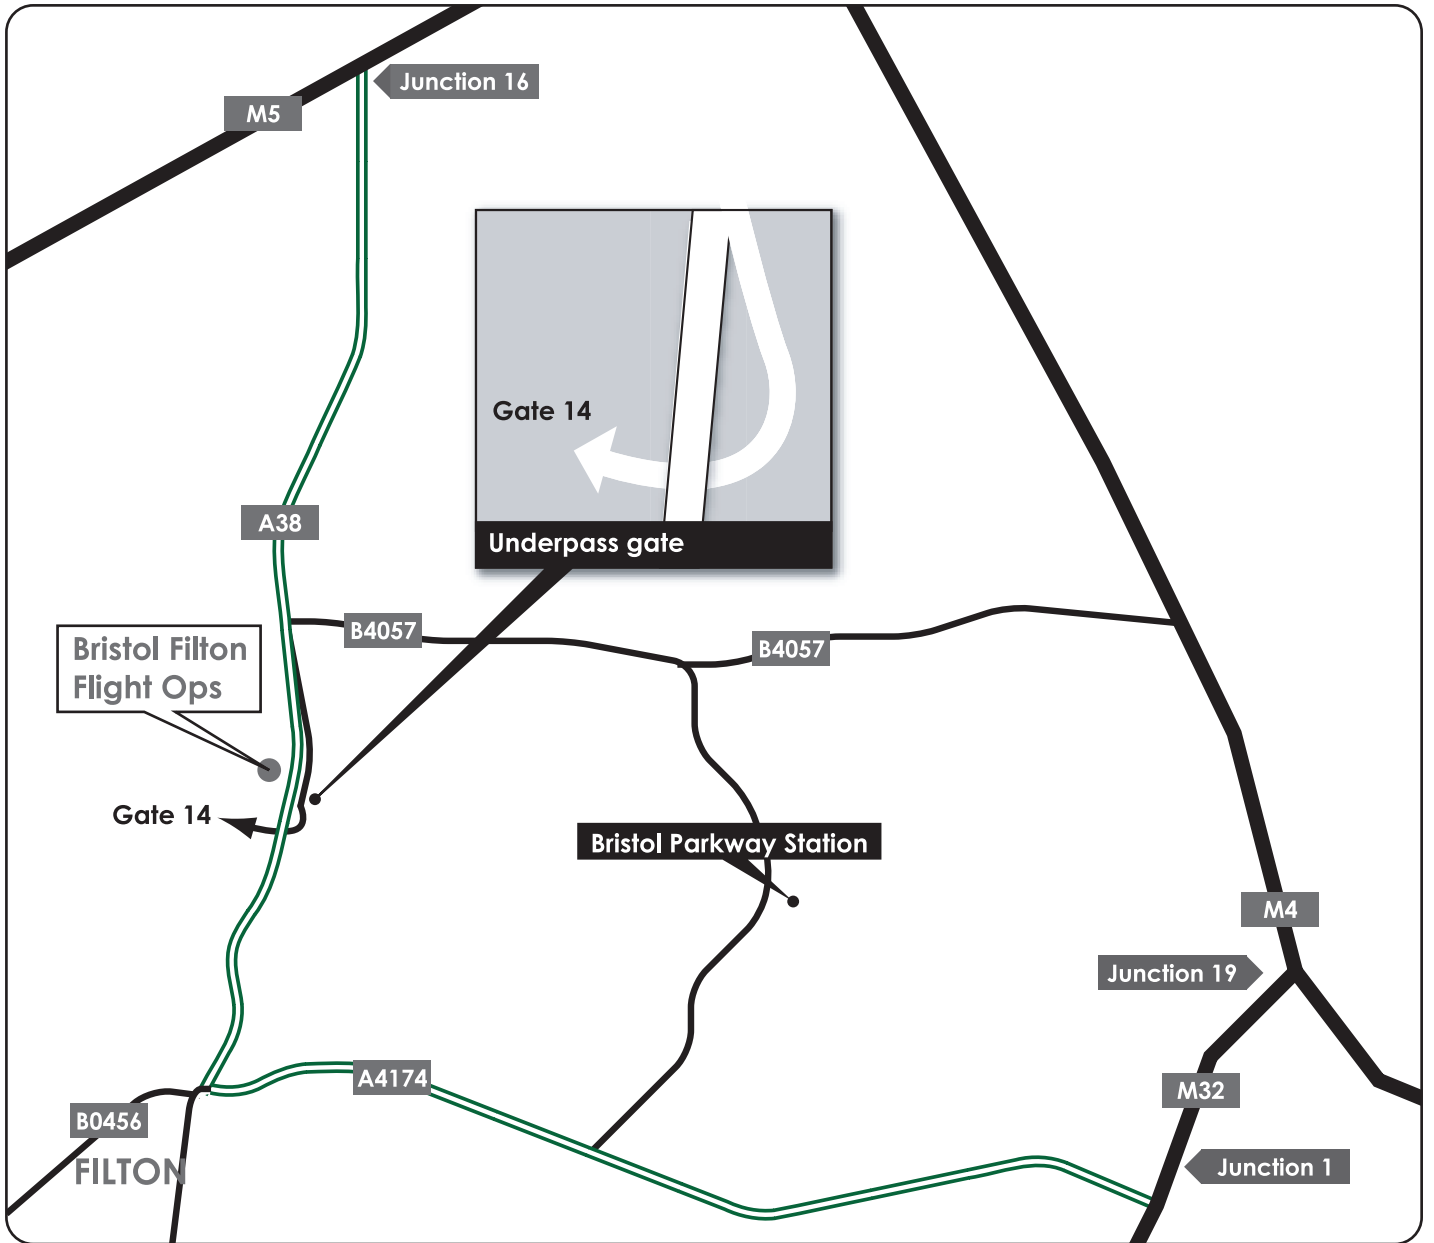 Junction 16
M5
Gate 14
A38
Underpass gate
B4057
B4057
Bristol Filton
Flight Ops
Gate 14
Bristol Parkway Station
M4
Junction 19
A4174
M32
B0456
Junction 1
FILTON